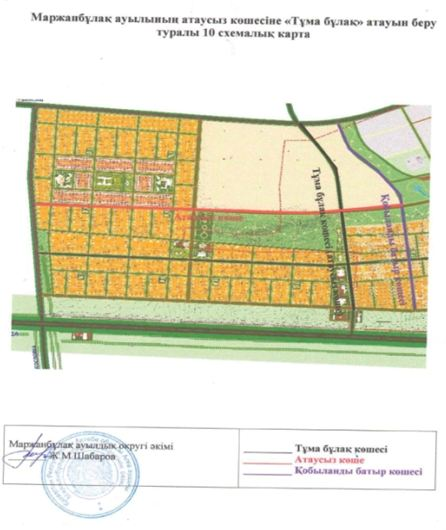 Маржанбұлақ ауылының атаусыз көшесіне «Тұма бұлақ» атауын беру
туралы 10 схемалық карта
Атаусыз көше
Тұма бұлақ көшесі
Қобыланды батыр көшесі
Маржанбұлақ ауылдық округі әкімі
Ж М Шабаров
Тұма бұлақ көшесі
Атаусыз көше
Қобыланды батыр көшесі